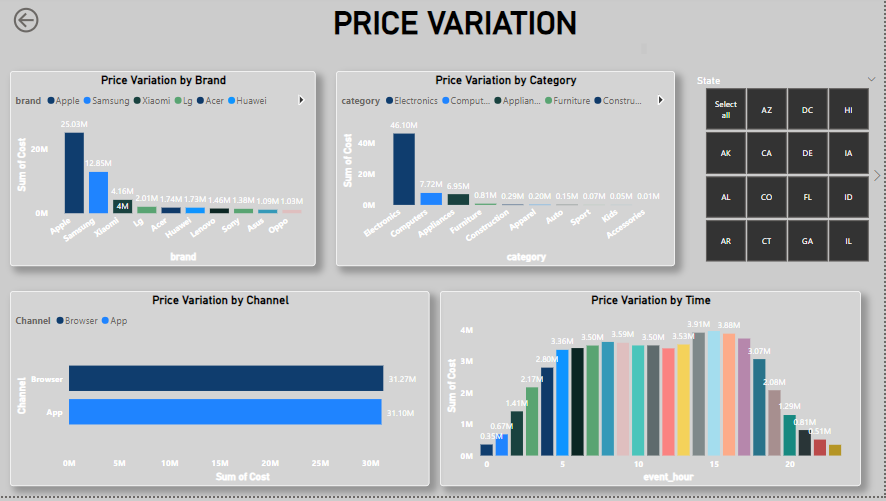 PRICE VARIATION
Price Variation by Brand
brand Apple Samsung Xiaomi Lg Acer Huawei
Sum of Cost
20M
0M
25.03M
12.85M
4.16M
4M
2.01M
1.74M
1.73M
1.46M
1.38M
1.09M
1.03M
Apple
Samsung
Xiaomi
Lg
Acer
Huawei
Lenovo
Sony
Asus
Oppo
brand
Price Variation by Category
category Electronics Comput... Applian... Furniture Constru...
Sum of Cost
40M
20M
0M
46.10M
7.72M
6.95M
0.81M
0.29M
0.20M
0.15M
0.07M
0.05M
0.01M
Electronics
Computers
Appliances
Furniture
Construction
Apparel
Auto
Sport
Kids
Accessories
category
State
Select all AZ DC HI
AK CA DE IA
AL CO FL ID
AR CT GA IL
Price Variation by Channel
Channel Browser App
Channel
Browser
31.27M
App
31.10M
0M 5M 10M 15M 20M 25M 30M
Sum of Cost
Price Variation by Time
Sum of Cost
4M
3M
2M
1M
0M
0.35M
0.67M
1.41M
2.17M
2.80M
3.36M
3.50M
3.59M
3.50M
3.53M
3.91M
3.88M
3.07M
2.08M
1.29M
0.81M
0.51M
0 5 10 15 20
event_hour